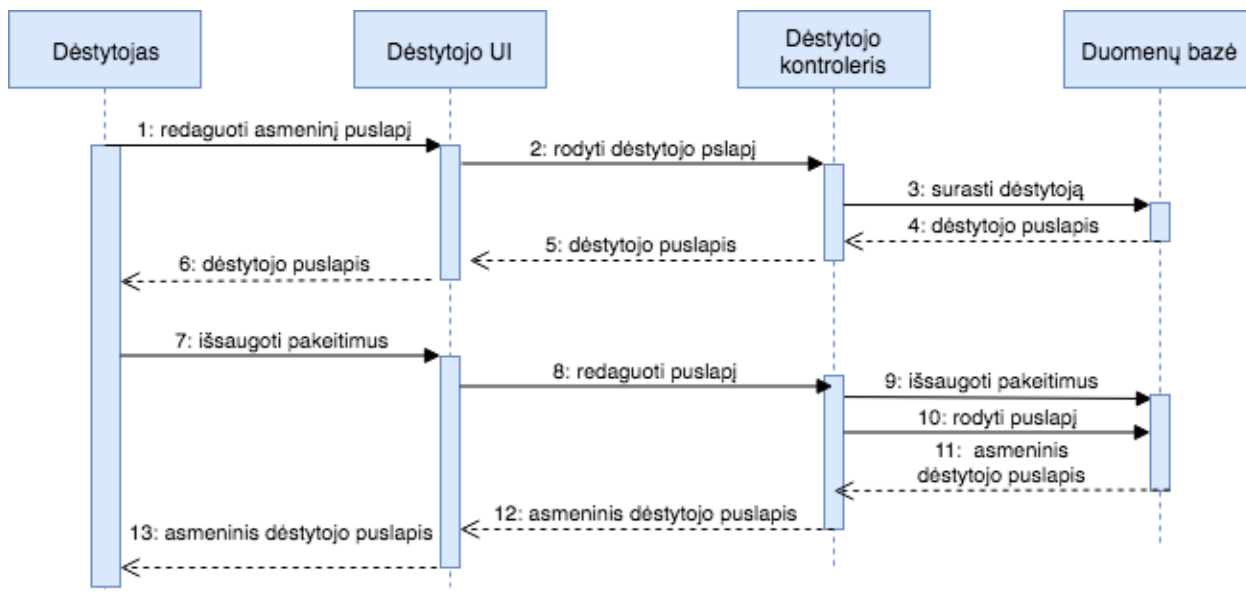 Dėstytojas
Dėstytojo UI
Dėstytojo
kontroleris
Duomenų bazė
1: redaguoti asmeninį puslapį
2: rodyti dėstytojo pslapį
3: surasti dėstytoją
4: dėstytojo puslapis
5: dėstytojo puslapis
6: dėstytojo puslapis
7: išsaugoti pakeitimus
8: redaguoti puslapį
9: išsaugoti pakeitimus
10: rodyti puslapį
11: asmeninis
dėstytojo puslapis
12: asmeninis dėstytojo puslapis
13: asmeninis dėstytojo puslapis